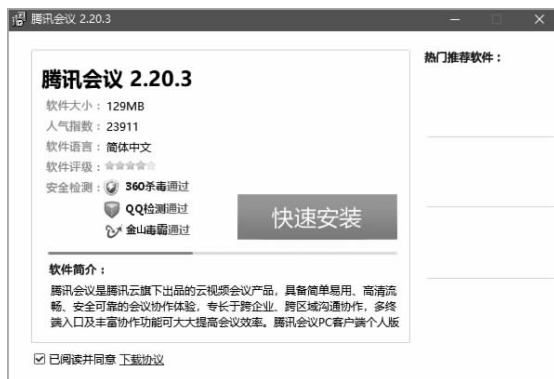 腾讯会议 2.20.3
热门推荐软件：
腾讯会议 2.20.3
软件大小：129MB
人气指数：23911
软件语言：简体中文
软件评级：
安全检测：360杀毒通过
QQ检测通过
金山毒霸通过
快速安装
软件简介：
腾讯会议是腾讯云旗下出品的云视频会议产品，具备简单易用、高清流
畅、安全可靠的会议协作体验，专长于跨企业、跨区域沟通协作，多终
端入口及丰富协作功能可大大提高会议效率。腾讯会议PC客户端个人版
已阅读并同意 下载协议